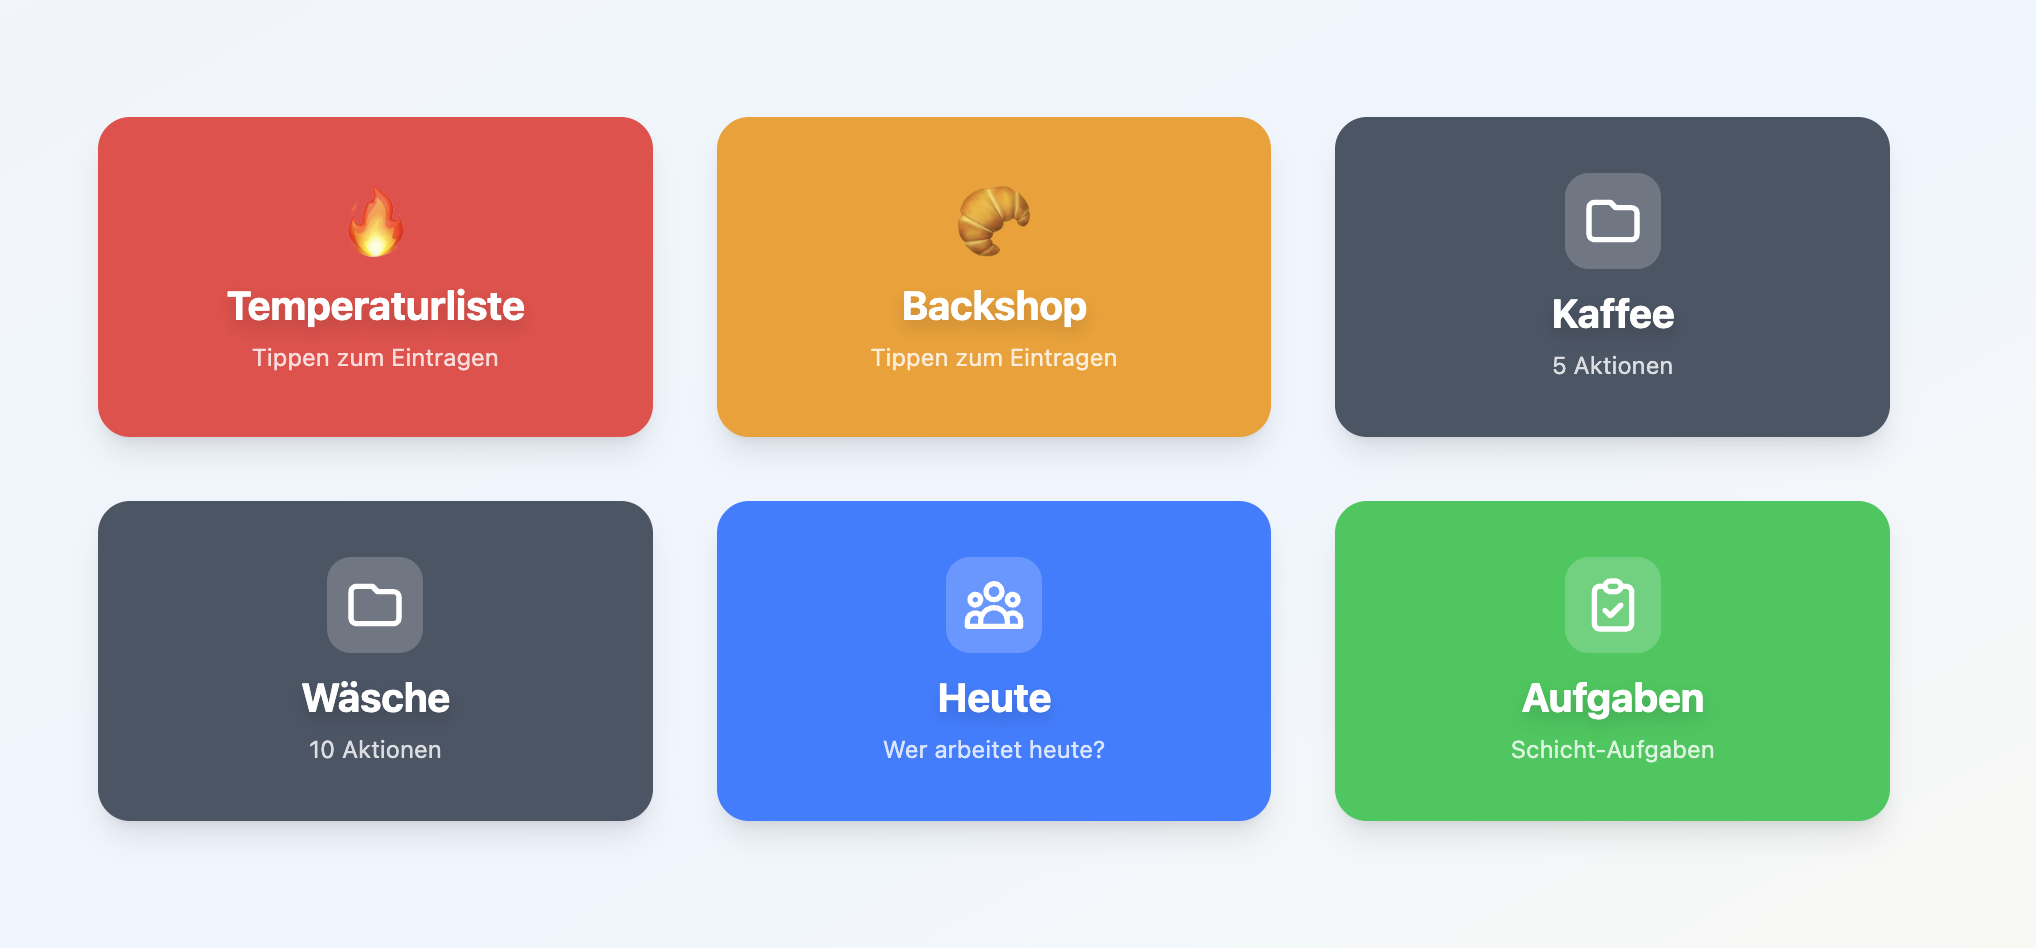 Temperaturliste
Tippen zum Eintragen
Backshop
Tippen zum Eintragen
Kaffee
5 Aktionen
Wäsche
10 Aktionen
Heute
Wer arbeitet heute?
Aufgaben
Schicht-Aufgaben